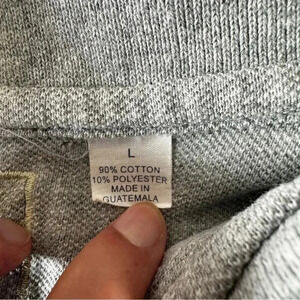 L
90% COTTON
10% POLYESTER
MADE IN
GUATEMALA